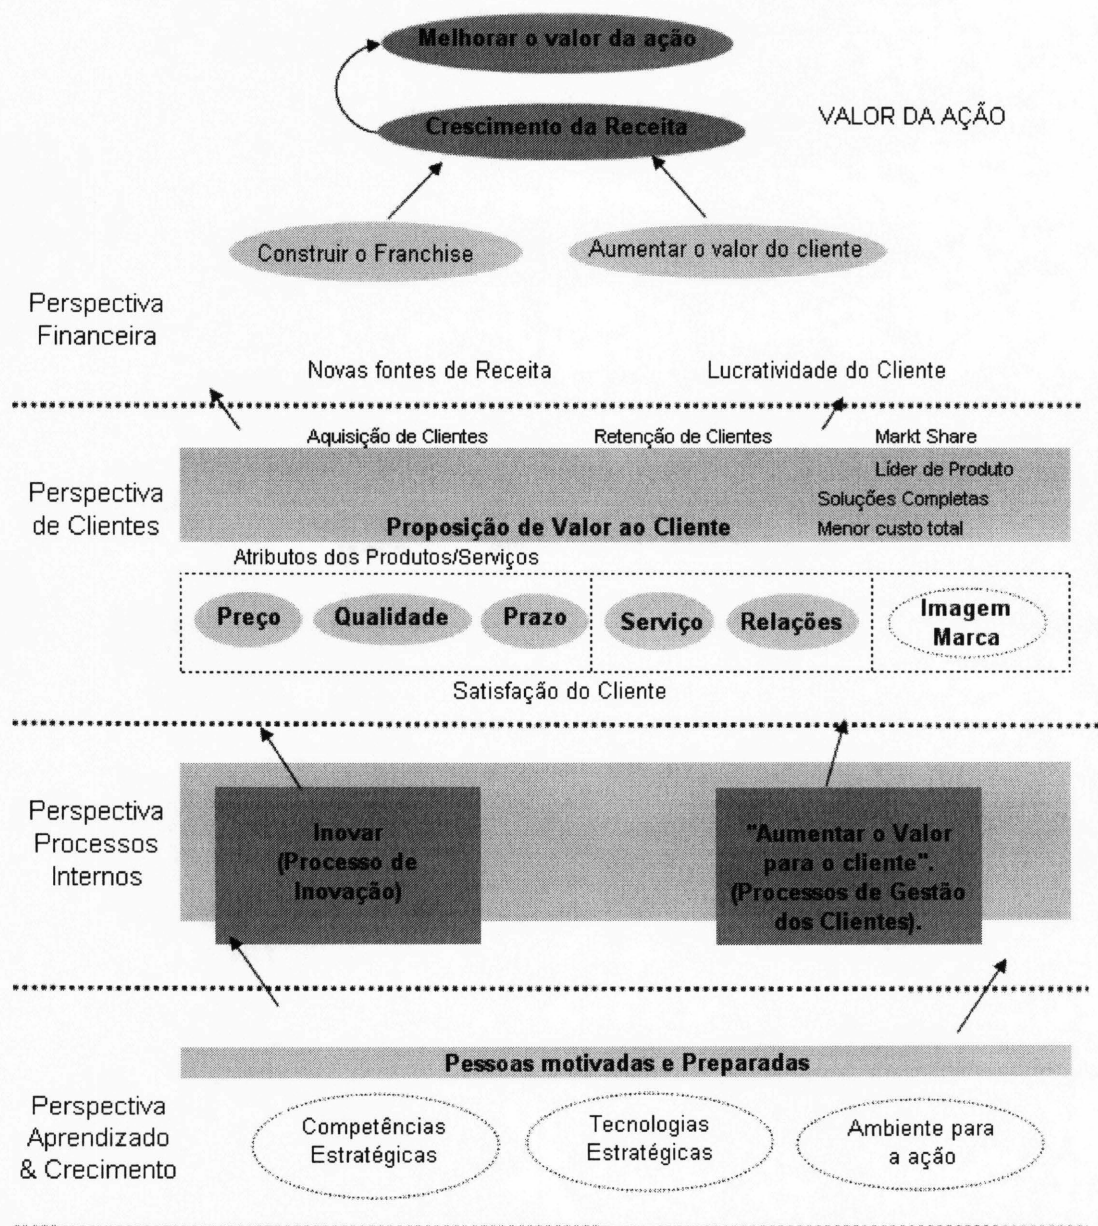 Melhorar o valor da ação
Crescimento da Receita
VALOR DA AÇÃO
Construir o Franchise
Aumentar o valor do cliente
Perspectiva
Financeira
Novas fontes de Receita
Lucratividade do Cliente
Aquisição de Clientes
Retenção de Clientes
Markt Share
Perspectiva
de Clientes
Líder de Produto
Soluções Completas
Proposição de Valor ao Cliente
Menor custo total
Atributos dos Produtos/Serviços
Preço
Qualidade
Prazo
Serviço
Relações
Imagem
Marca
Satisfação do Cliente
Perspectiva
Processos
Internos
Inovar
(Processo de
Inovação)
"Aumentar o Valor
para o cliente".
(Processos de Gestão
dos Clientes).
Pessoas motivadas e Preparadas
Perspectiva
Aprendizado
& Crecimento
Competências
Estratégicas
Tecnologias
Estratégicas
Ambiente para
a ação